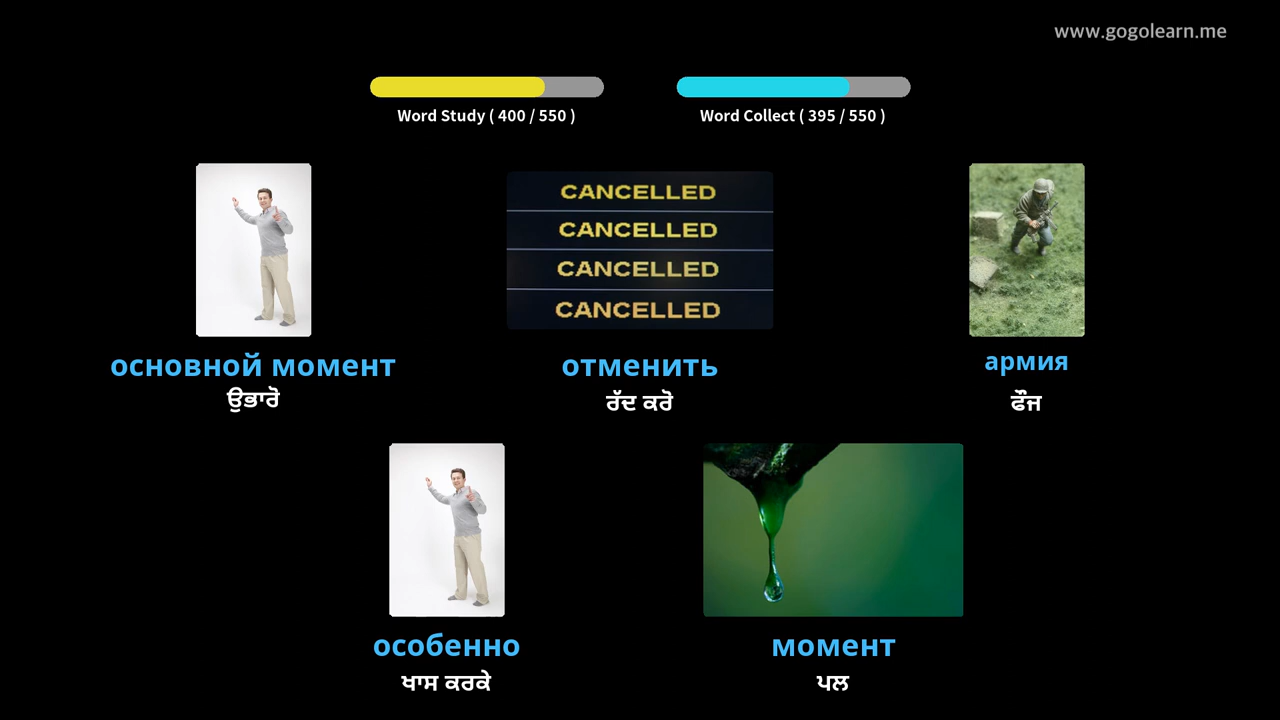 www.gogolearn.me
Word Study ( 400 / 550 )
Word Collect ( 395 / 550 )
CANCELLED
CANCELLED
CANCELLED
CANCELLED
основной момент
ਉਭਾਰੋ
отменить
ਰੱਦ ਕਰੋ
армия
ਫੌਜ
особенно
ਖਾਸ ਕਰਕੇ
момент
ਪਲ